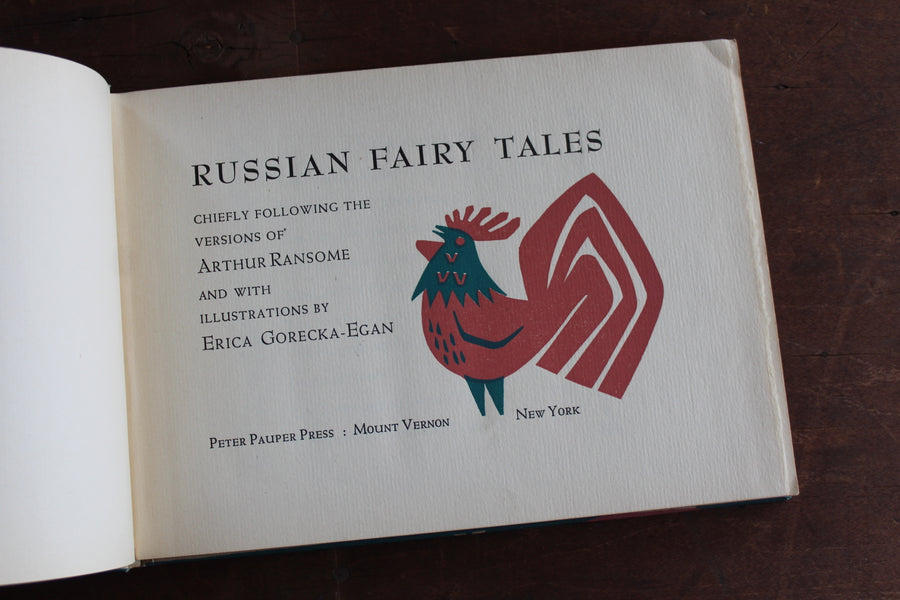 RUSSIAN FAIRY TALES
CHIEFLY FOLLOWING THE
VERSIONS OF
ARTHUR RANSOME
AND WITH
ILLUSTRATIONS BY
ERICA GORECKA-EGAN
PETER PAUPER PRESS : MOUNT VERNON NEW YORK